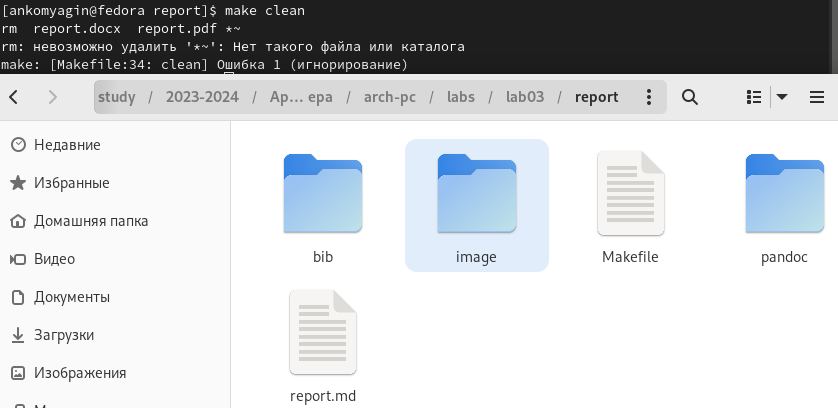 [ankomyagin@fedora report]$ make clean
rm  report.docx  report.pdf *~
rm: невозможно удалить '*~': Нет такого файла или каталога
make: [Makefile:34: clean] Ошибка 1 (игнорирование)
study / 2023-2024 / Ар… ера / arch-pc / labs / lab03 / report
Недавние
Избранные
Домашняя папка
Видео
Документы
Загрузки
Изображения
bib image Makefile pandoc
report.md